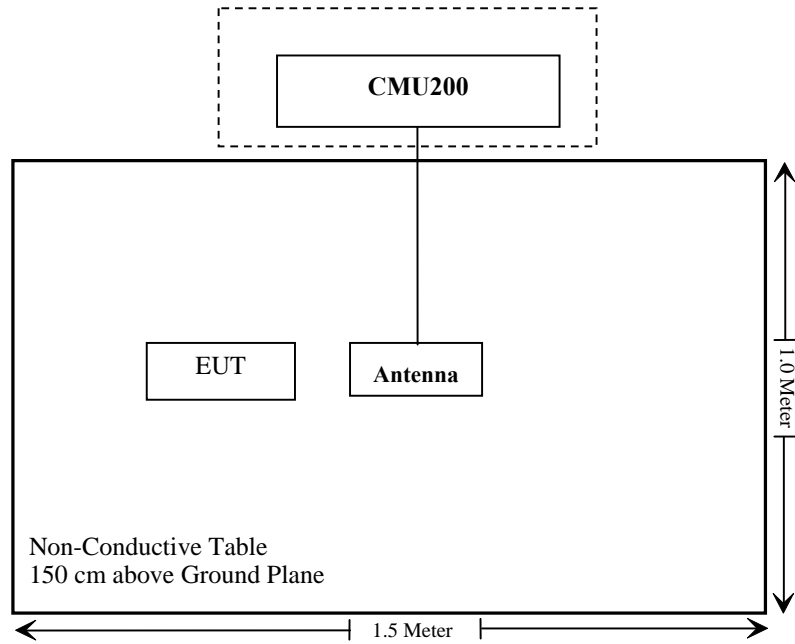 CMU200
EUT
Antenna
1.0 Meter
Non-Conductive Table
150 cm above Ground Plane
1.5 Meter